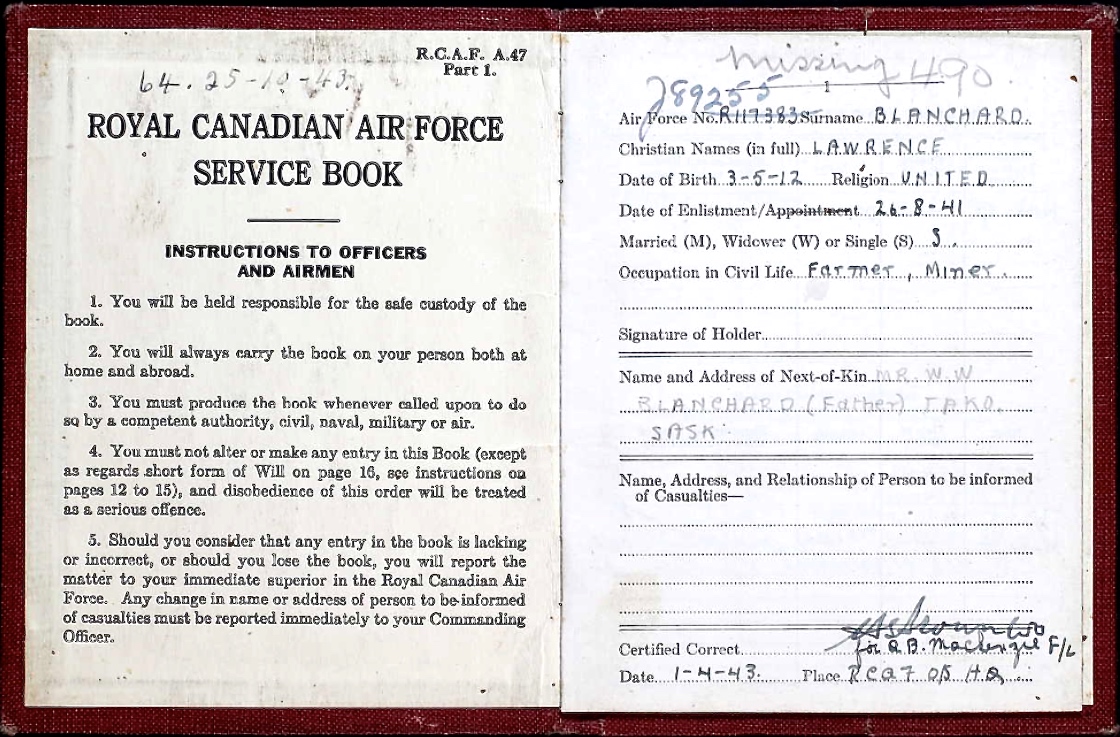 R.C.A.F. A.47
Part 1.
64. 25-10-43.
ROYAL CANADIAN AIR FORCE
SERVICE BOOK
INSTRUCTIONS TO OFFICERS
AND AIRMEN
1. You will be held responsible for the safe custody of the
book.
2. You will always carry the book on your person both at
home and abroad.
3. You must produce the book whenever called upon to do
so by a competent authority, civil, naval, military or air.
4. You must not alter or make any entry in this Book (except
as regards short form of Will on page 16, see instructions on
pages 12 to 15), and disobedience of this order will be treated
as a serious offence.
5. Should you consider that any entry in the book is lacking
or incorrect, or should you lose the book, you will report the
matter to your immediate superior in the Royal Canadian Air
Force. Any change in name or address of person to be informed
of casualties must be reported immediately to your Commanding
Officer.
Missing 490
J89255
1
Air Force No. R117383 Surname BLANCHARD.
Christian Names (in full) LAWRENCE
Date of Birth 3-5-12 Religion UNITED
Date of Enlistment/Appointment 26-8-41
Married (M), Widower (W) or Single (S) S.
Occupation in Civil Life Farmer, Miner.
Signature of Holder
Name and Address of Next-of-Kin MR. W.W
BLANCHARD (Father) TAKO.
SASK.
Name, Address, and Relationship of Person to be informed
of Casualties—
Certified Correct for A.B. MacKenzie F/L
Date 1-4-43. Place RCAF O/S HQ.